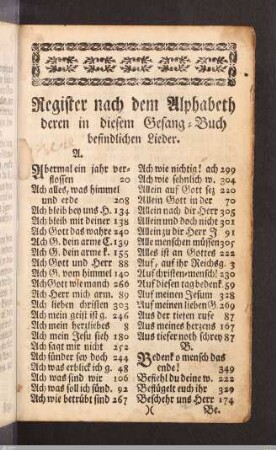 Register nach dem Alphabeth
deren in diesem Gesang-Buch
befindlichen Lieder.
A.
Abermal ein jahr ver-
flossen 20
Ach alles, was himmel
und erde 208
Ach bleib bey uns H. 134
Ach bleib mit deiner 138
Ach Gott das wahre 240
Ach G. dein arme C. 139
Ach G. dein arme k. 155
Ach Gott und Herr 88
Ach G. vom himmel 140
Ach Gott wie manch 260
Ach Herr mich arm. 89
Ach lieben christen 303
Ach mein geist ist g. 246
Ach mein herzliebes 8
Ach mein Jesu sieh 180
Ach sagt mir nicht 252
Ach sünder sey doch 244
Ach was erblick ich g. 48
Ach was sind wir 106
Ach was soll ich sünd. 92
Ach wie betrübt sind 267
Ach wie nichtig! ach 299
Ach wie sehnlich w. 304
Allein auf Gott setz 220
Allein Gott in der 70
Allein nach dir Herr 305
Allein und doch nicht 301
Allein zu dir Herr J 91
Alle menschen müssen 305
Alles ist an Gottes 222
Auf, auf ihr Reichsg. 3
Auf christen-mensch! 230
Auf diesen tag bedenk 59
Auf meinen Jesum 328
Auf meinen lieben G. 269
Aus der tiefen rufe 87
Aus meines herzens 167
Aus tiefer noth schrey 87
B.
Bedenk o mensch das
ende! 349
Befiehl du deine w. 222
Beflügelt euch ihr 329
Bescher uns Herr 174
)( Be.